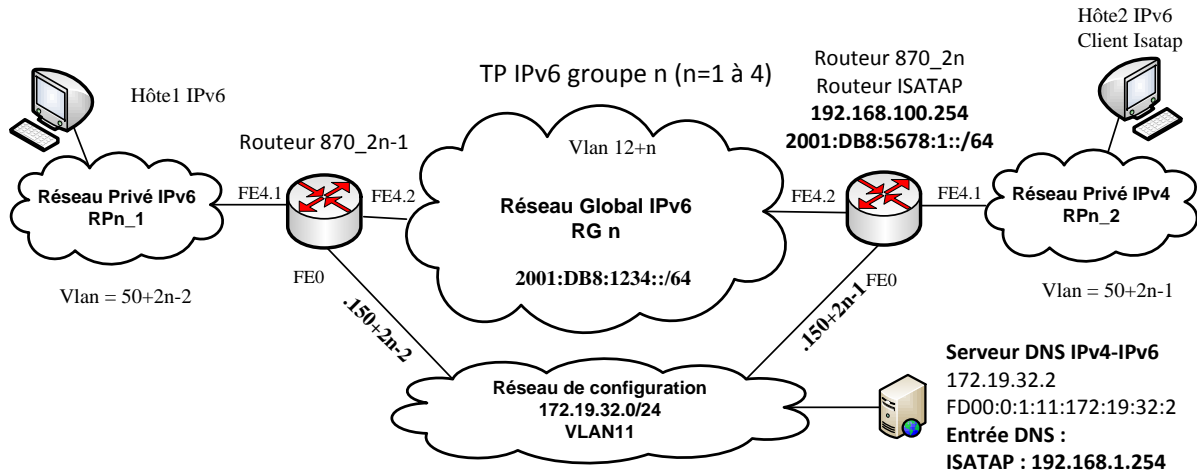 Hôte2 IPv6
Client Isatap
TP IPv6 groupe n (n=1 à 4)
Routeur 870_2n
Routeur ISATAP
192.168.100.254
2001:DB8:5678:1::/64
Hôte1 IPv6
Routeur 870_2n-1
Vlan 12+n
Réseau Privé IPv6
RPn_1
FE4.1
FE4.2
Réseau Global IPv6
RG n
2001:DB8:1234::/64
FE4.2
FE4.1
Réseau Privé IPv4
RPn_2
Vlan = 50+2n-2
FE0
FE0
Vlan = 50+2n-1
.150+2n-2
.150+2n-1
Réseau de configuration
172.19.32.0/24
VLAN11
Serveur DNS IPv4-IPv6
172.19.32.2
FD00:0:1:11:172:19:32:2
Entrée DNS :
ISATAP : 192.168.1.254